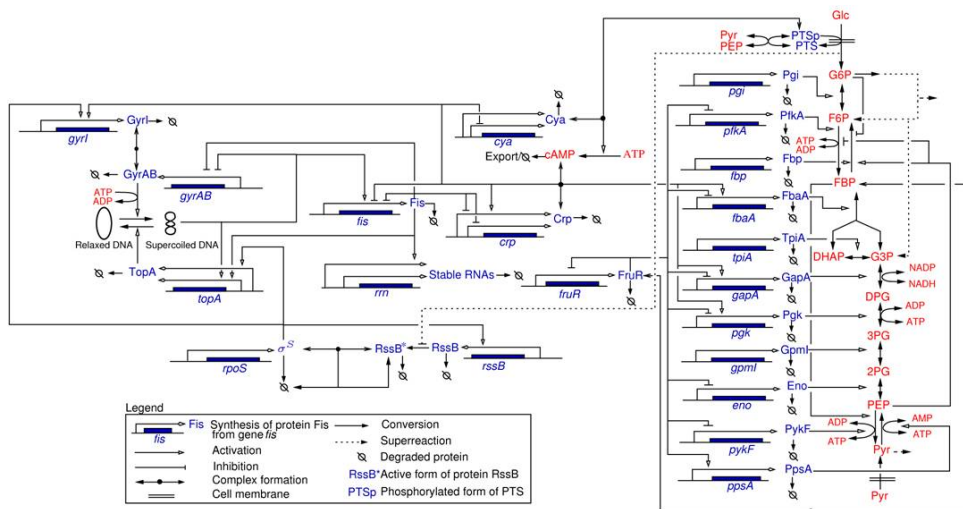 Glc
Pyr
PEP
PTSp
PTS
G6P
F6P
ATP
ADP
FBP
DHAP
G3P
NADP
NADH
DPG
ADP
ATP
3PG
2PG
PEP
ADP
ATP
AMP
ATP
Pyr
Pyr
Pgi
pgi
PfkA
pfkA
Fbp
fbp
FbaA
fbaA
TpiA
tpiA
GapA
gapA
Pgk
pgk
GpmI
gpmI
Eno
eno
PykF
pykF
PpsA
ppsA
GyrI
gyrI
GyrAB
gyrAB
ATP
ADP
Relaxed DNA
Supercoiled DNA
TopA
topA
Cya
cya
Export/Ø
cAMP
ATP
Fis
fis
Crp
crp
Stable RNAs
rrn
FruR
fruR
σS
rpoS
RssB*
RssB
rssB
Legend
Fis
fis
Synthesis of protein Fis
from gene fis
Activation
Inhibition
Complex formation
Cell membrane
Conversion
Superreaction
Ø Degraded protein
RssB* Active form of protein RssB
PTSp Phosphorylated form of PTS